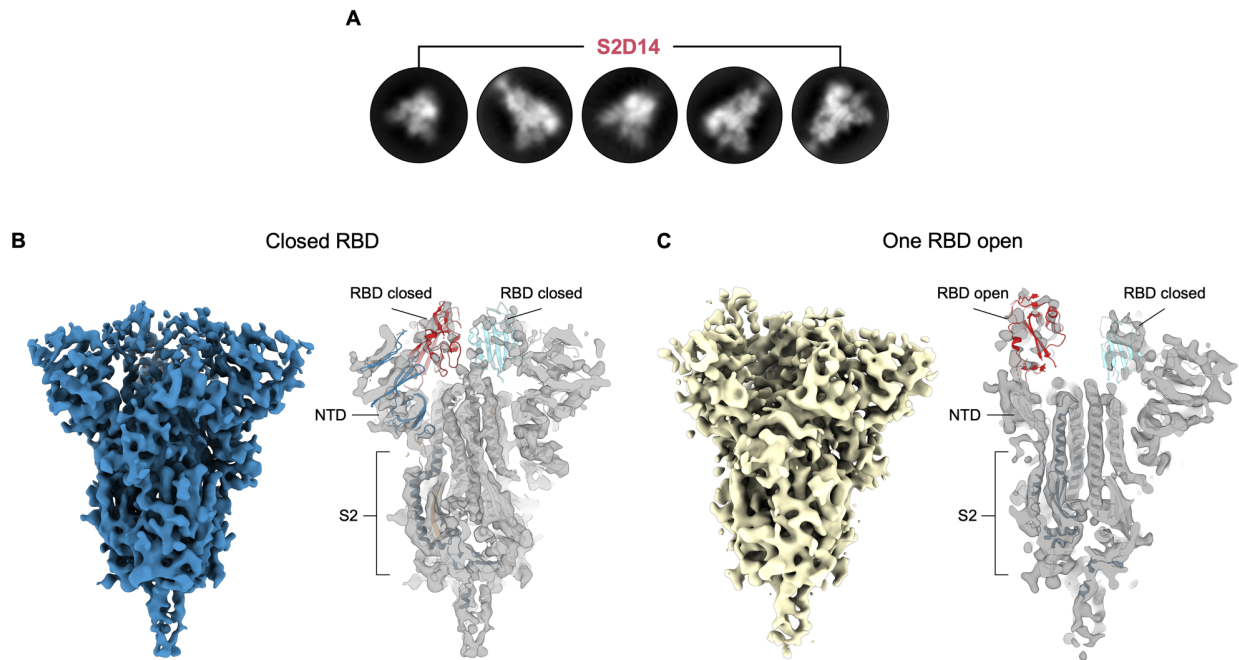 A
S2D14
B
Closed RBD
RBD closed
RBD closed
NTD
S2
C
One RBD open
RBD open
RBD closed
NTD
S2